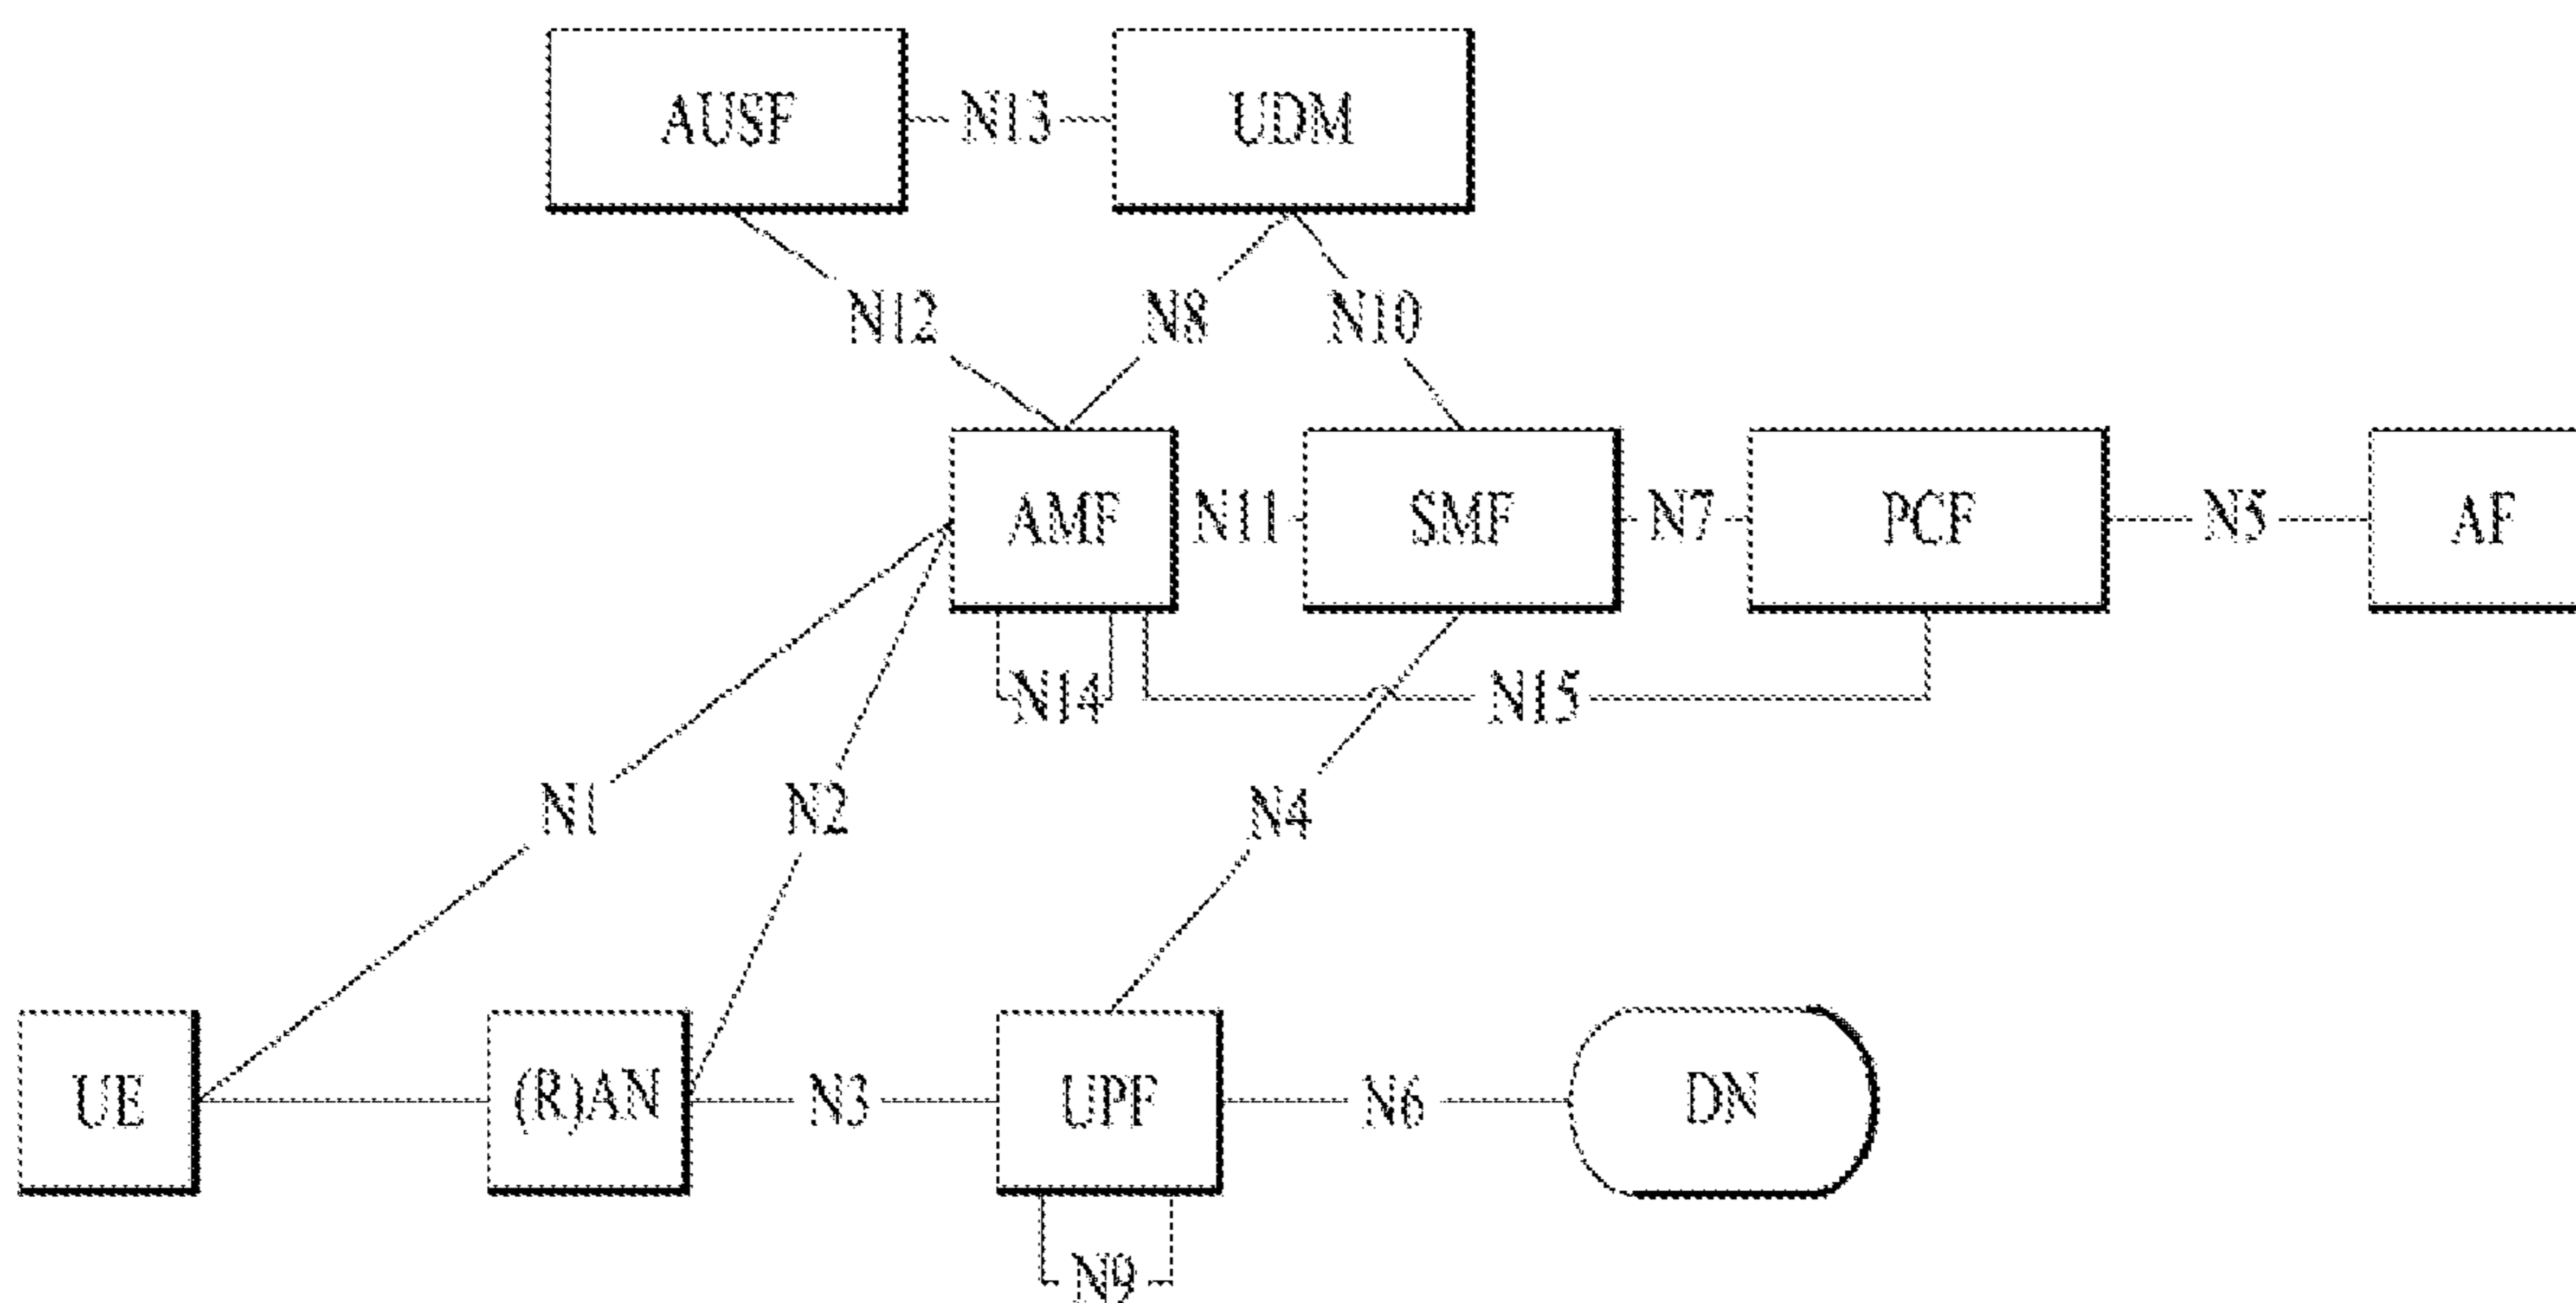 AUSF N13 UDM
N12 N8 N10
AMF N11 SMF N7 PCF N5 AF
N14 N15
N1 N2 N4
UE (R)AN N3 UPF N6 DN
N9